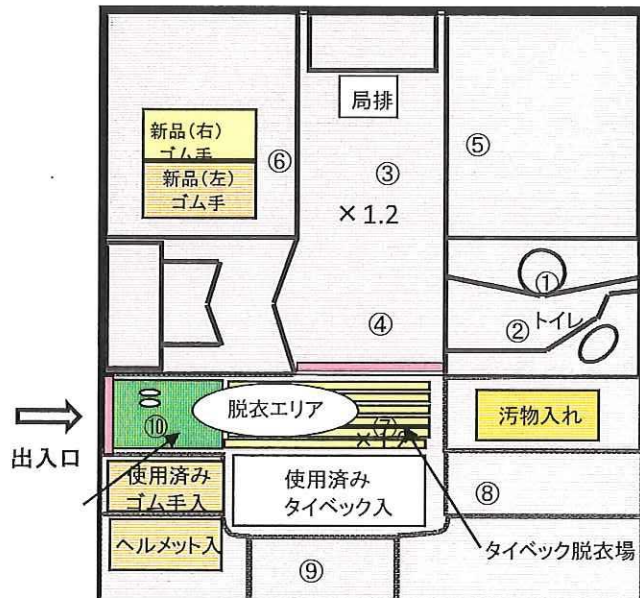 局排
新品(右)
ゴム手
新品(左)
ゴム手
⑥
③
⑤
×1.2
①
④
②
トイレ
脱衣エリア
⑩
⑦
汚物入れ
出入口
使用済み
ゴム手入
使用済み
タイベック入
⑧
ヘルメット入
タイベック脱衣場
⑨